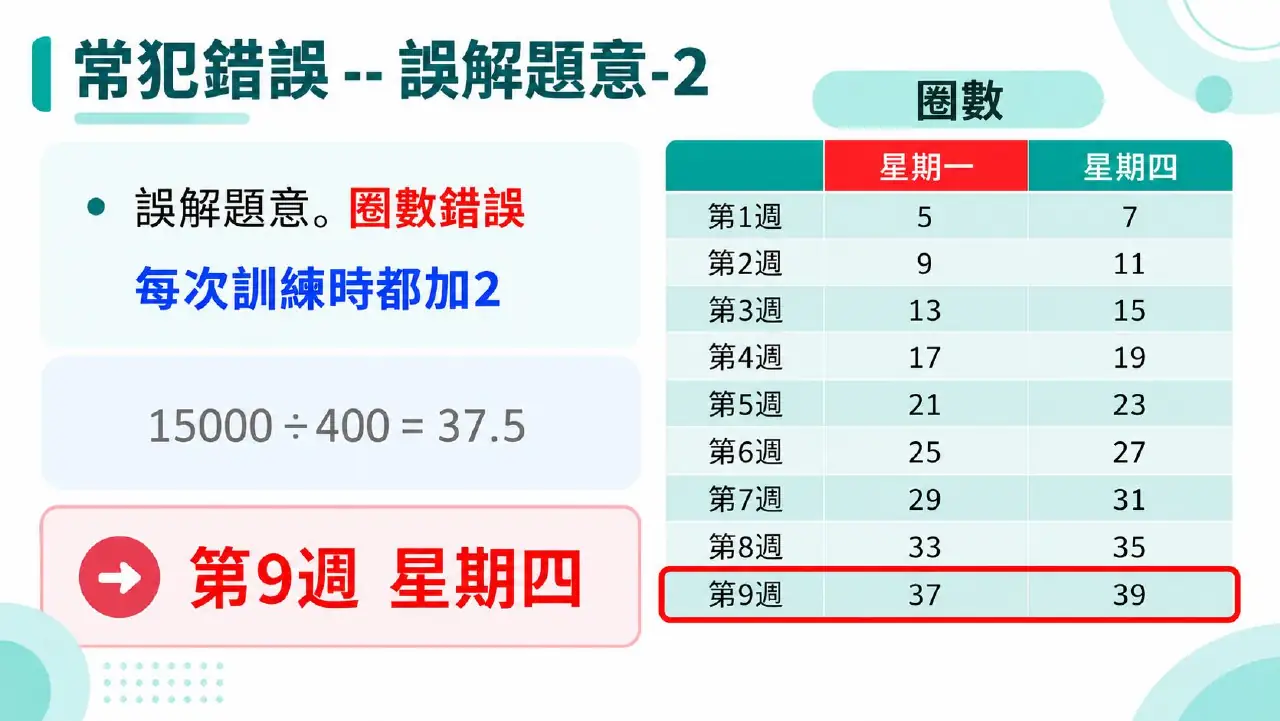 常犯錯誤 -- 誤解題意-2
• 誤解題意。圈數錯誤
每次訓練時都加2
15000 ÷ 400 = 37.5
第9週 星期四
圈數
星期一 星期四
第1週 5 7
第2週 9 11
第3週 13 15
第4週 17 19
第5週 21 23
第6週 25 27
第7週 29 31
第8週 33 35
第9週 37 39